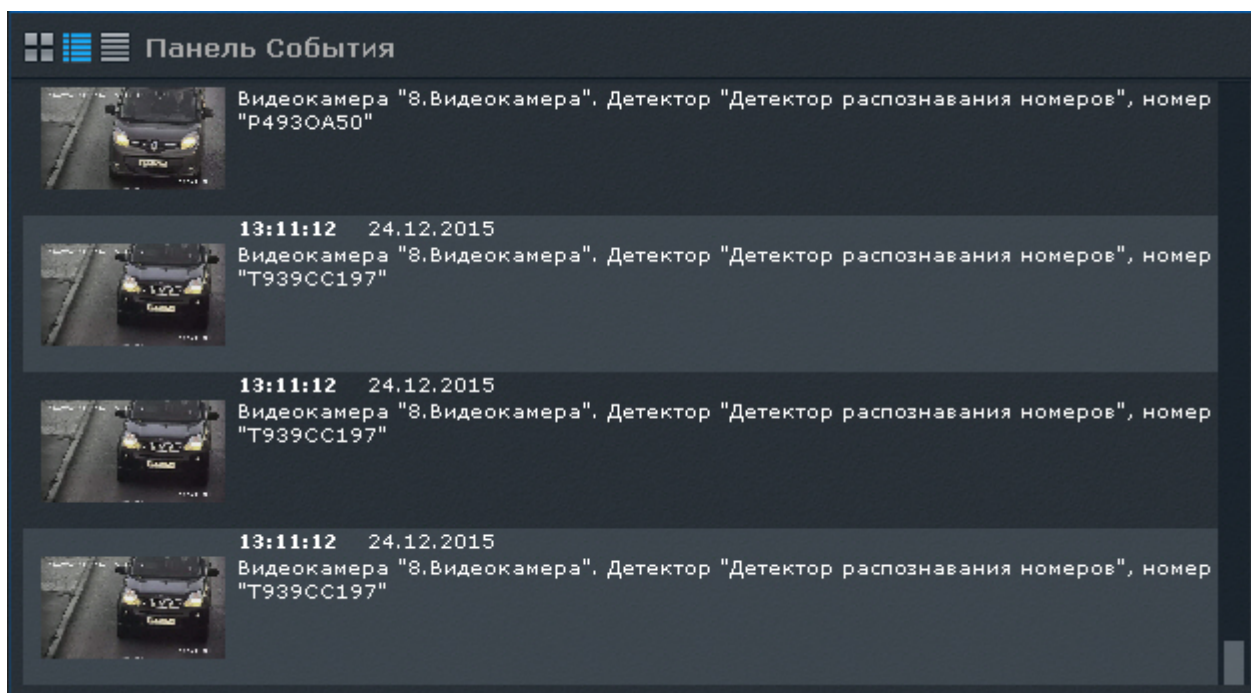 Панель События
Видеокамера "8.Видеокамера". Детектор "Детектор распознавания номеров", номер
"Р493ОА50"
13:11:12 24.12.2015
Видеокамера "8.Видеокамера". Детектор "Детектор распознавания номеров", номер
"Т939СС197"
13:11:12 24.12.2015
Видеокамера "8.Видеокамера". Детектор "Детектор распознавания номеров", номер
"Т939СС197"
13:11:12 24.12.2015
Видеокамера "8.Видеокамера". Детектор "Детектор распознавания номеров", номер
"Т939СС197"